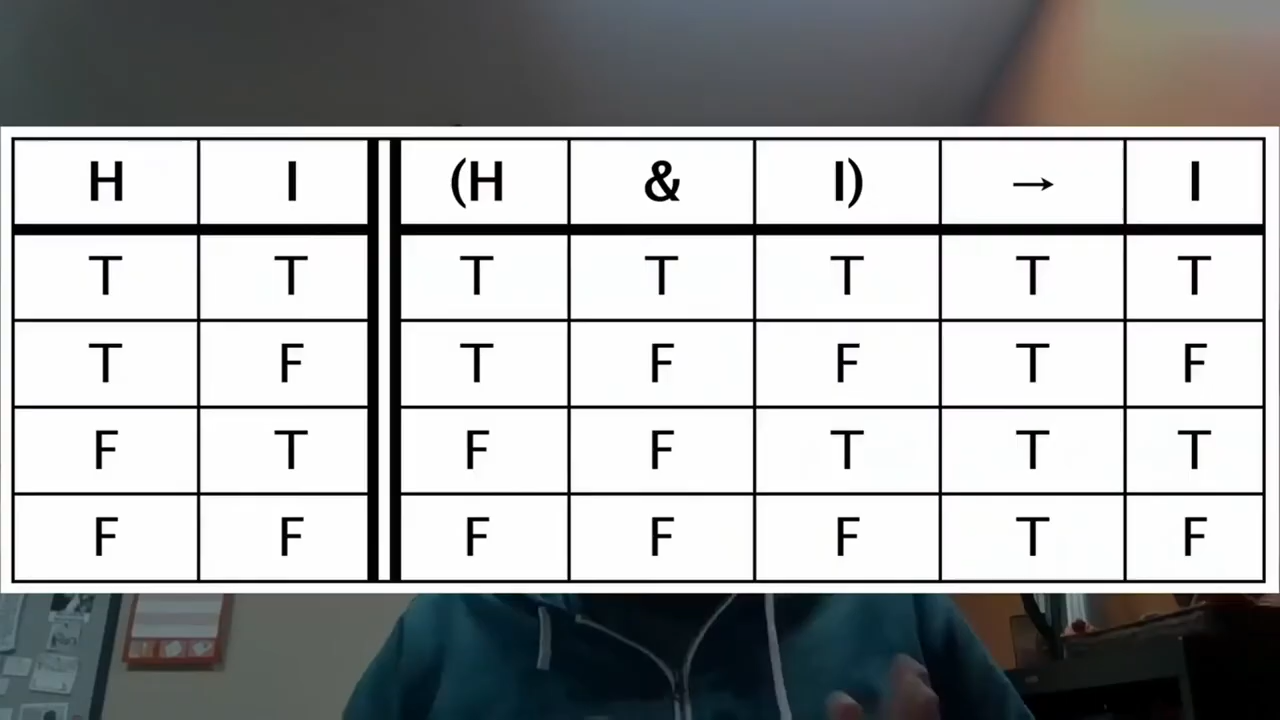 H I (H & I) → I
T T T T T T T
T F T F F T F
F T F F T T T
F F F F F T F